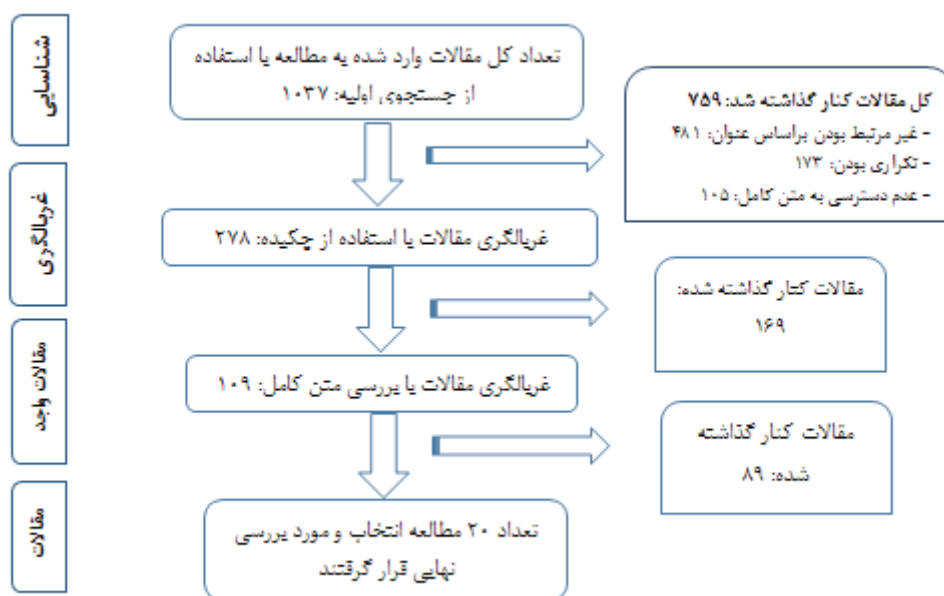 شناسایی
تعداد کل مقالات وارد شده به مطالعه با استفاده
از جستجوی اولیه: ۱۰۳۷
کل مقالات کنار گذاشته شد: ۷۵۹
- غیر مرتبط بودن براساس عنوان: ۴۸۱
- تکراری بودن: ۱۷۳
- عدم دسترسی به متن کامل: ۱۰۵
غربالگری
غربالگری مقالات با استفاده از چکیده: ۲۷۸
مقالات کنار گذاشته شده:
۱۶۹
مقالات واجد
غربالگری مقالات با بررسی متن کامل: ۱۰۹
مقالات کنار گذاشته
شده: ۸۹
مقالات
تعداد ۲۰ مطالعه انتخاب و مورد بررسی
نهایی قرار گرفتند